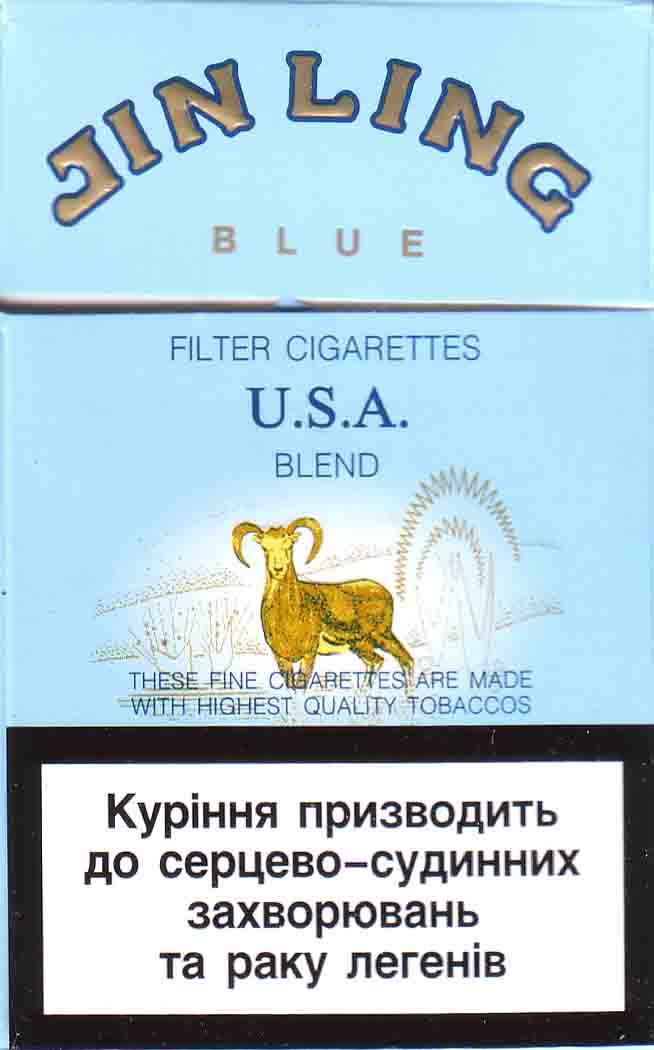 JIN LING
BLUE
FILTER CIGARETTES
U.S.A.
BLEND
THESE FINE CIGARETTES ARE MADE
WITH HIGHEST QUALITY TOBACCOS
Куріння призводить
до серцево-судинних
захворювань
та раку легенів